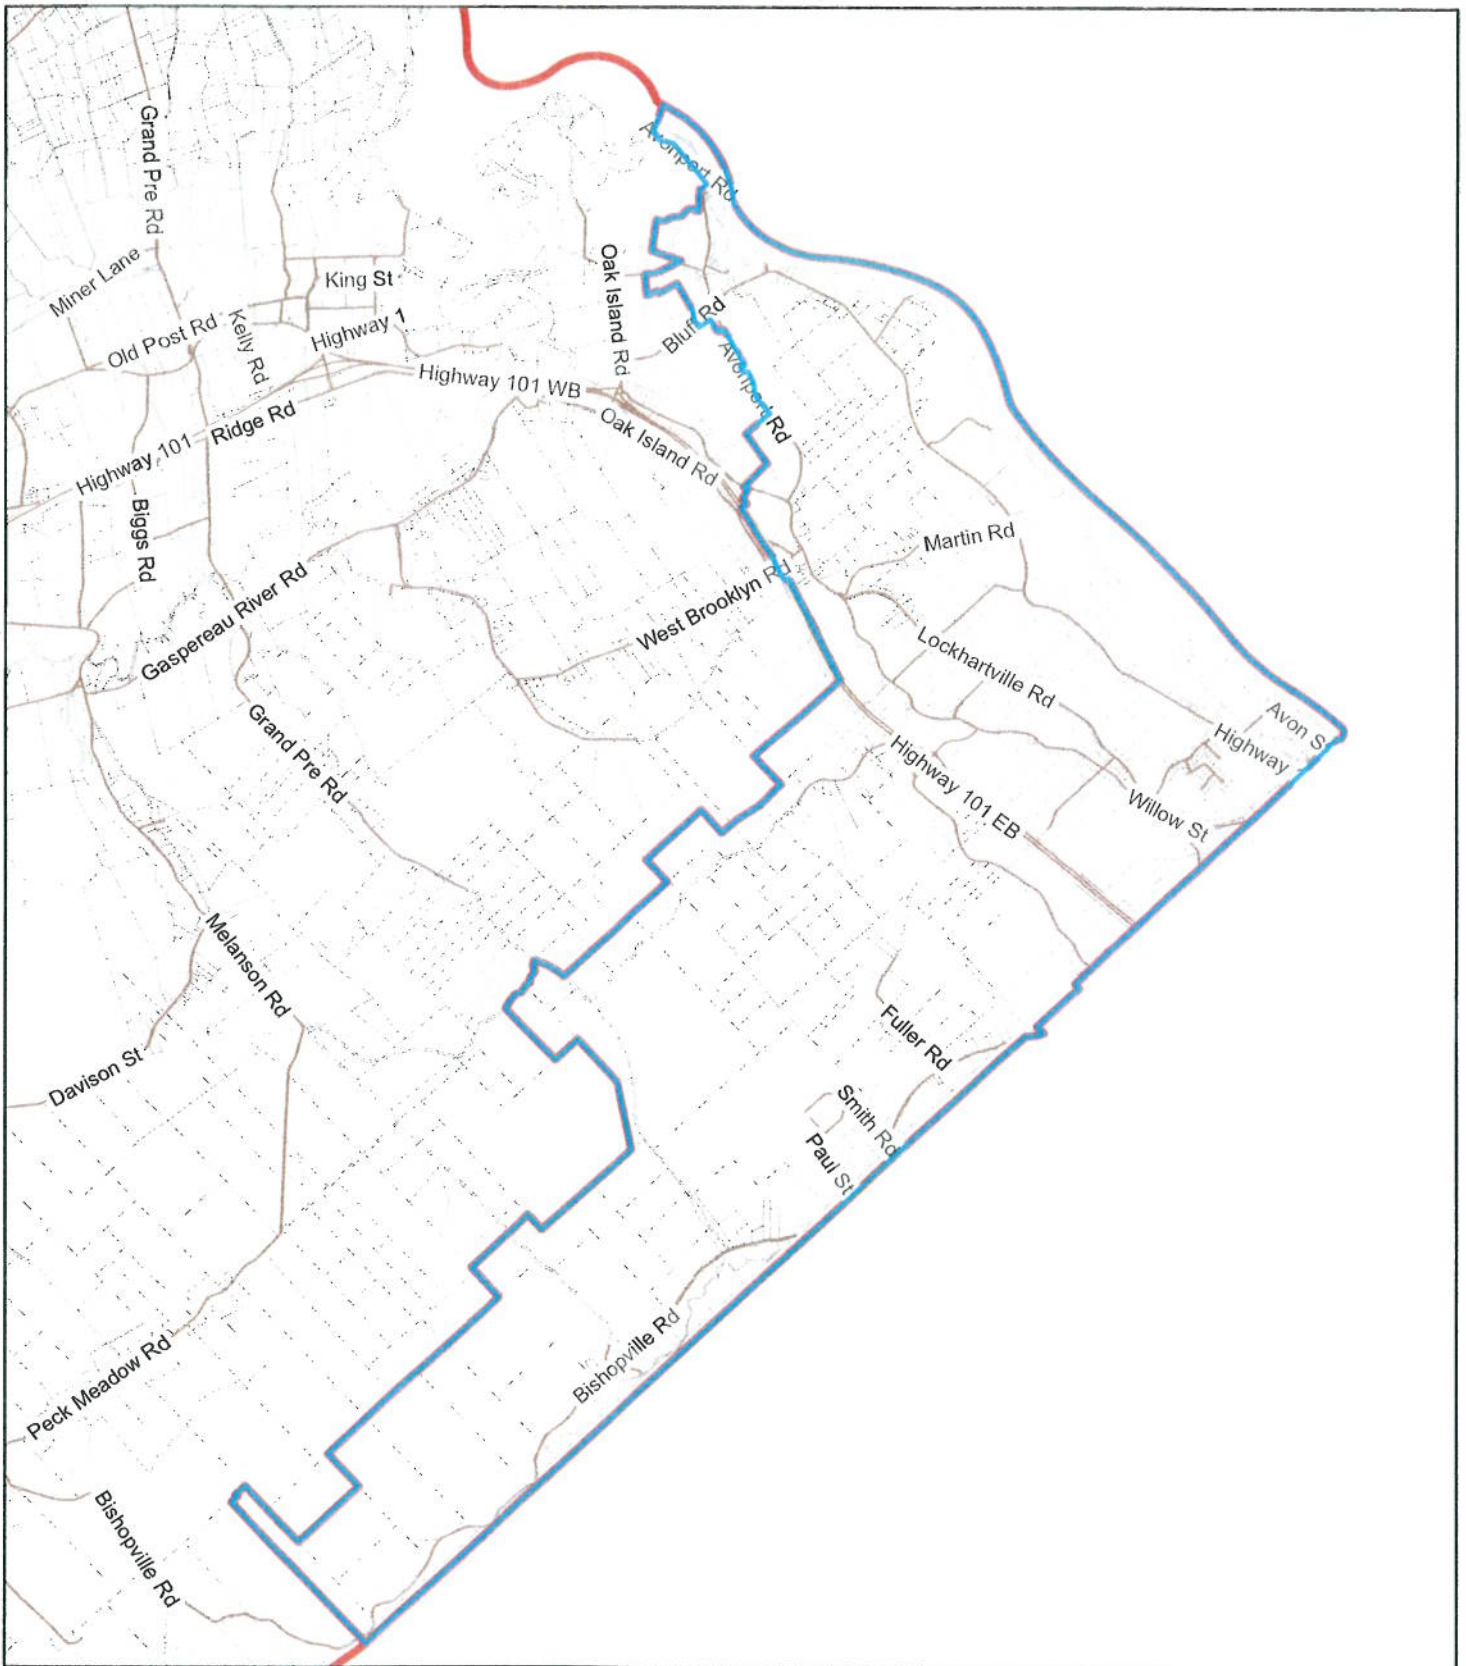 Grand Pre Rd
Avonport Rd
Miner Lane
King St
Oak Island Rd
Old Post Rd
Kelly Rd
Highway 1
Bluff Rd
Avonport Rd
Highway 101 WB
Ridge Rd
Oak Island Rd
Highway 101
Biggs Rd
Martin Rd
Gaspereau River Rd
West Brooklyn Rd
Lockhartville Rd
Grand Pre Rd
Avon S
Highway
Highway 101 EB
Willow St
Melanson Rd
Fuller Rd
Davison St
Smith Rd
Paul St
Bishopville Rd
Peck Meadow Rd
Bishopville Rd